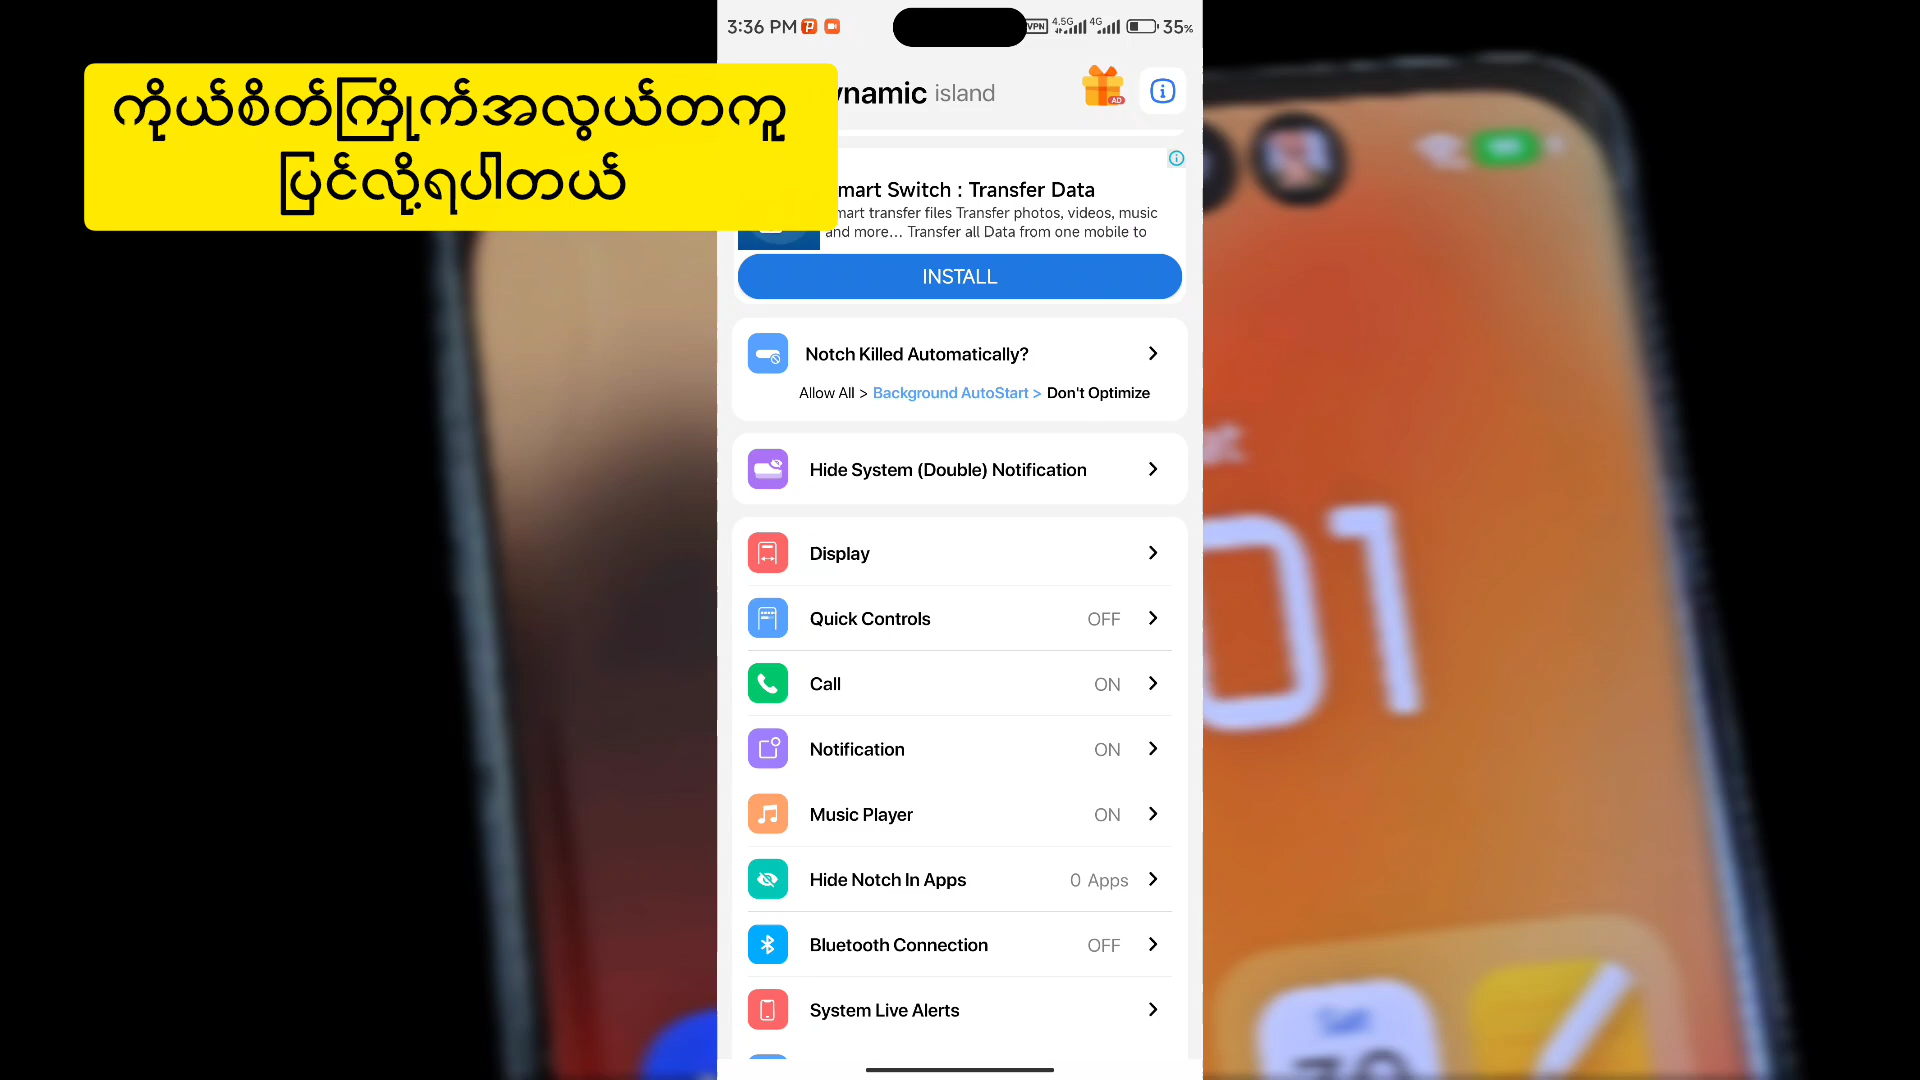 3:36 PM
VPN 4.5G 4G 35%
ကိုယ်စိတ်ကြိုက်အလွယ်တကူ
ပြင်လို့ရပါတယ်
ynamic island
AD
mart Switch : Transfer Data
mart transfer files Transfer photos, videos, music
and more... Transfer all Data from one mobile to
INSTALL
Notch Killed Automatically?
Allow All > Background AutoStart > Don't Optimize
Hide System (Double) Notification
Display
Quick Controls OFF
Call ON
Notification ON
Music Player ON
Hide Notch In Apps 0 Apps
Bluetooth Connection OFF
System Live Alerts
01